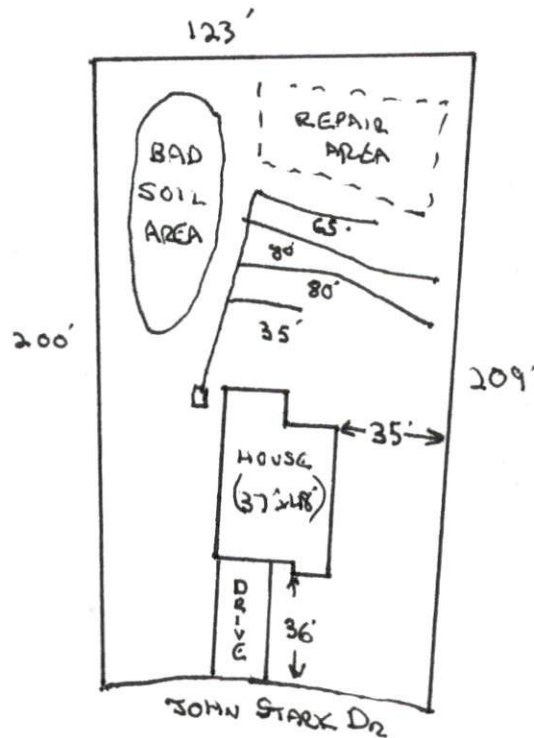 123'
REPAIR
AREA
BAD
SOIL
AREA
65'
80'
80'
35'
200'
209'
35'
HOUSE
(37'x48')
DRIVE
36'
JOHN STARK DR